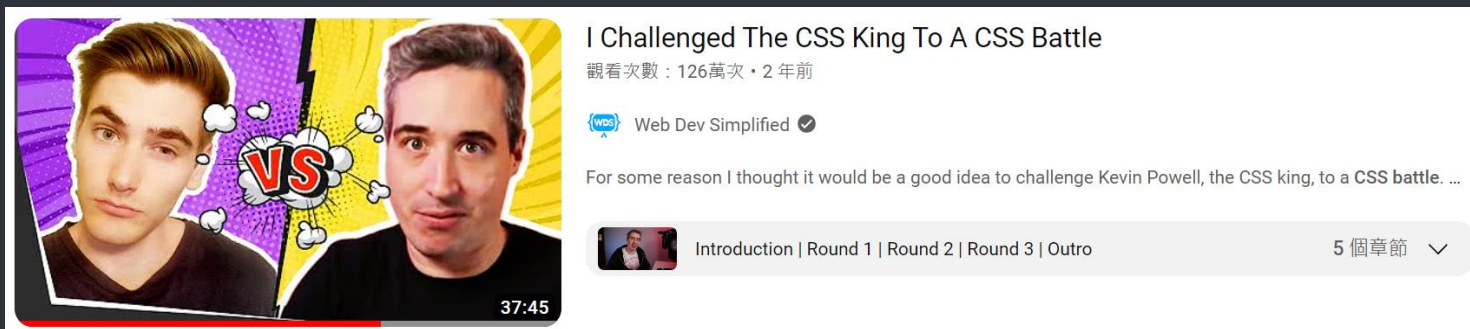 I Challenged The CSS King To A CSS Battle
觀看次數：126萬次 • 2 年前
{WDS}
Web Dev Simplified
For some reason I thought it would be a good idea to challenge Kevin Powell, the CSS king, to a CSS battle. ...
Introduction | Round 1 | Round 2 | Round 3 | Outro
5 個章節
VS
37:45